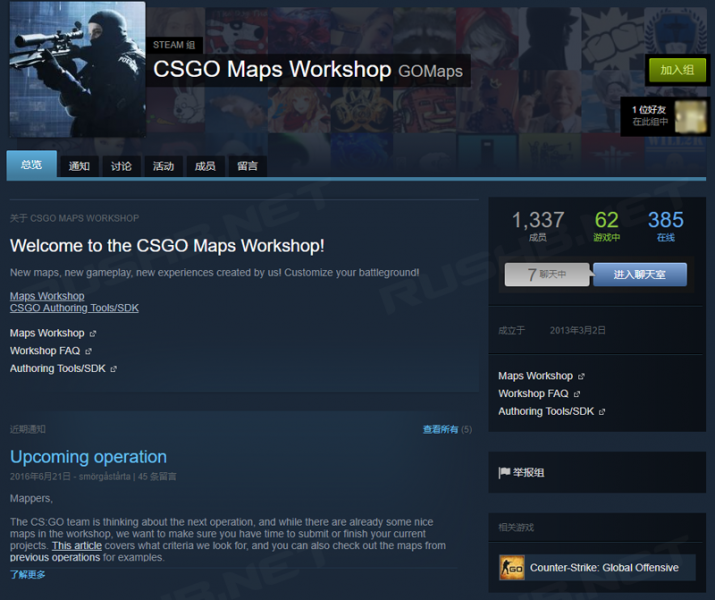 STEAM 组
CSGO Maps Workshop GOMaps
加入组
1 位好友
在此组中
总览 通知 讨论 活动 成员 留言
关于 CSGO MAPS WORKSHOP
Welcome to the CSGO Maps Workshop!
New maps, new gameplay, new experiences created by us! Customize your battleground!
Maps Workshop
CSGO Authoring Tools/SDK
Maps Workshop
Workshop FAQ
Authoring Tools/SDK
近期通知 查看所有 (5)
Upcoming operation
2016年6月21日 - smörgåstårta | 45 条留言
Mappers,
The CS:GO team is thinking about the next operation, and while there are already some nice
maps in the workshop, we want to make sure you have time to submit or finish your current
projects. This article covers what criteria we look for, and you can also check out the maps from
previous operations for examples.
了解更多
1,337 62 385
成员 游戏中 在线
7 聊天中 进入聊天室
成立于 2013年3月2日
Maps Workshop
Workshop FAQ
Authoring Tools/SDK
举报组
相关游戏
GO
Counter-Strike: Global Offensive